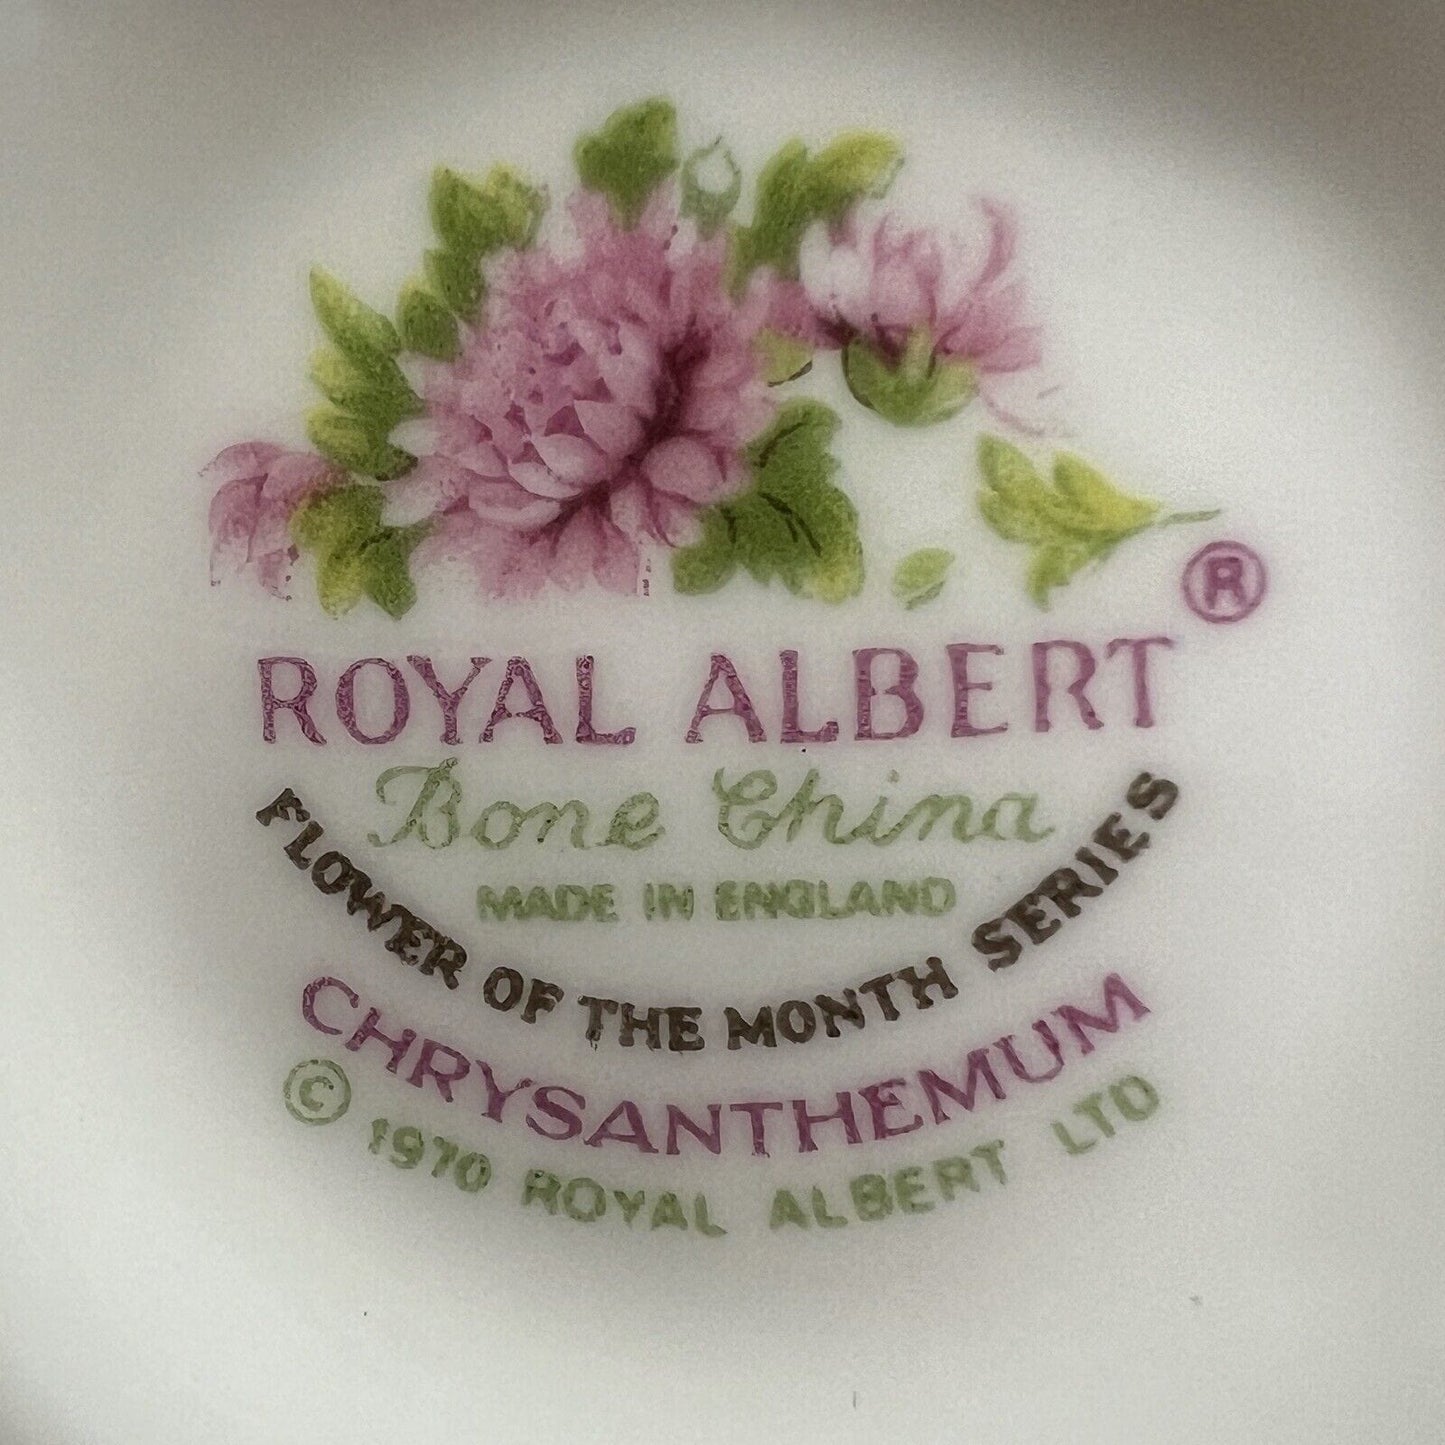 ®
ROYAL ALBERT
Bone China
MADE IN ENGLAND
FLOWER OF THE MONTH SERIES
CHRYSANTHEMUM
© 1970 ROYAL ALBERT LTD